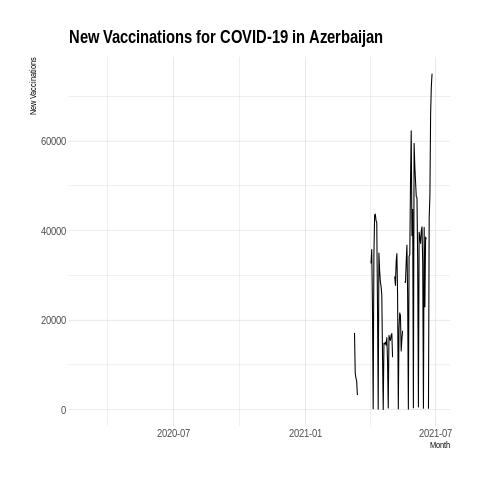 New Vaccinations for COVID-19 in Azerbaijan
New Vaccinations
60000
40000
20000
0
2020-07
2021-01
2021-07
Month